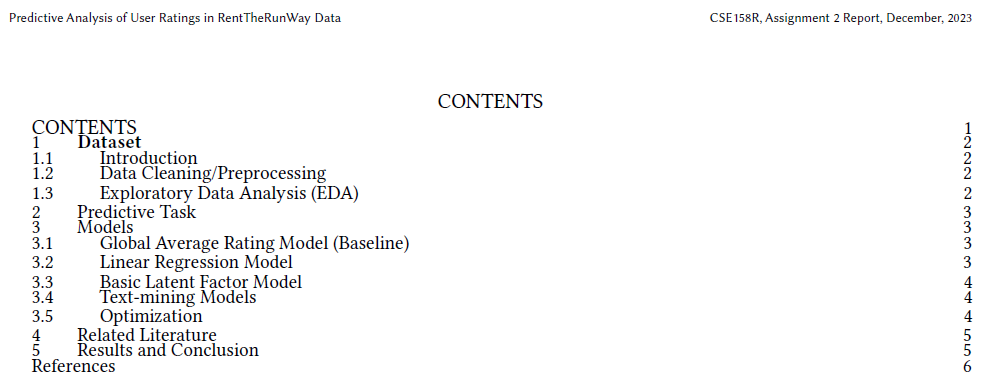 Predictive Analysis of User Ratings in RentTheRunWay Data CSE158R, Assignment 2 Report, December, 2023
CONTENTS
CONTENTS 1
1 Dataset 2
1.1 Introduction 2
1.2 Data Cleaning/Preprocessing 2
1.3 Exploratory Data Analysis (EDA) 2
2 Predictive Task 3
3 Models 3
3.1 Global Average Rating Model (Baseline) 3
3.2 Linear Regression Model 3
3.3 Basic Latent Factor Model 4
3.4 Text-mining Models 4
3.5 Optimization 4
4 Related Literature 5
5 Results and Conclusion 5
References 6